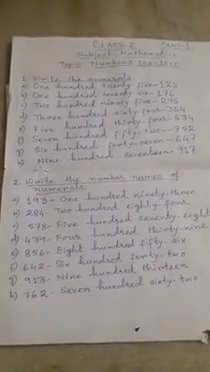 CLASS-2
Subject Mathematics
Topic Numbers 100-1000
1. Write the numerals.
a) One hundred twenty-five-125
b) One hundred seventy six-176
c) Two hundred ninety five-295
d) Three hundred sixty four-364
e) Five hundred thirty-four-534
f) Seven hundred fifty two-752
g) Six hundred forty-seven-647
h) Nine hundred seventeen-917
2. Write the number names of
numerals:
a) 193-One hundred ninety-three
b) 284-Two hundred eighty-four
c) 578-Five hundred seventy-eight
d) 439-Four hundred thirty-nine
e) 856-Eight hundred fifty-six
f) 642-Six hundred forty-two
g) 913-Nine hundred thirteen
h) 762-Seven hundred sixty-two